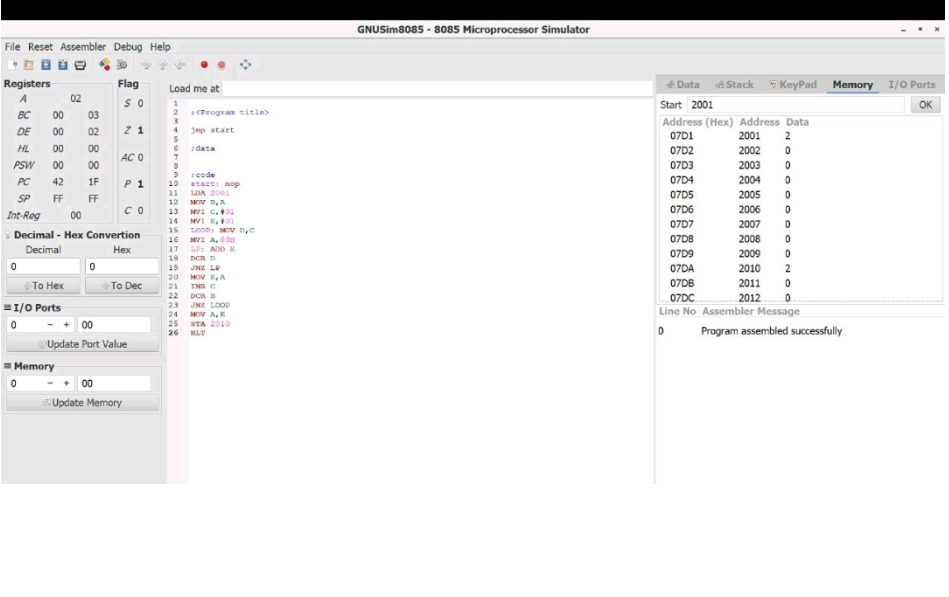 GNUSim8085 - 8085 Microprocessor Simulator
File Reset Assembler Debug Help
Registers
A 02
BC 00 03
DE 00 02
HL 00 00
PSW 00 00
PC 42 1F
SP FF FF
Int-Reg 00
Flag
S 0
Z 1
AC 0
P 1
C 0
Decimal - Hex Convertion
Decimal Hex
0 0
To Hex To Dec
I/O Ports
0 - + 00
Update Port Value
Memory
0 - + 00
Update Memory
Load me at
1
2 ;<Program title>
3
4 jmp start
5
6 ;data
7
8
9 ;code
10 start: nop
11 LDA 2001
12 MOV B,A
13 MVI C,#01
14 MVI E,#01
15 LOOP: MOV D,C
16 MVI A,00H
17 LP: ADD E
18 DCR D
19 JNZ LP
20 MOV E,A
21 INR C
22 DCR B
23 JNZ LOOP
24 MOV A,E
25 STA 2010
26 HLT
Data Stack KeyPad Memory I/O Ports
Start 2001 OK
Address (Hex) Address Data
07D1 2001 2
07D2 2002 0
07D3 2003 0
07D4 2004 0
07D5 2005 0
07D6 2006 0
07D7 2007 0
07D8 2008 0
07D9 2009 0
07DA 2010 2
07DB 2011 0
07DC 2012 0
Line No Assembler Message
0 Program assembled successfully